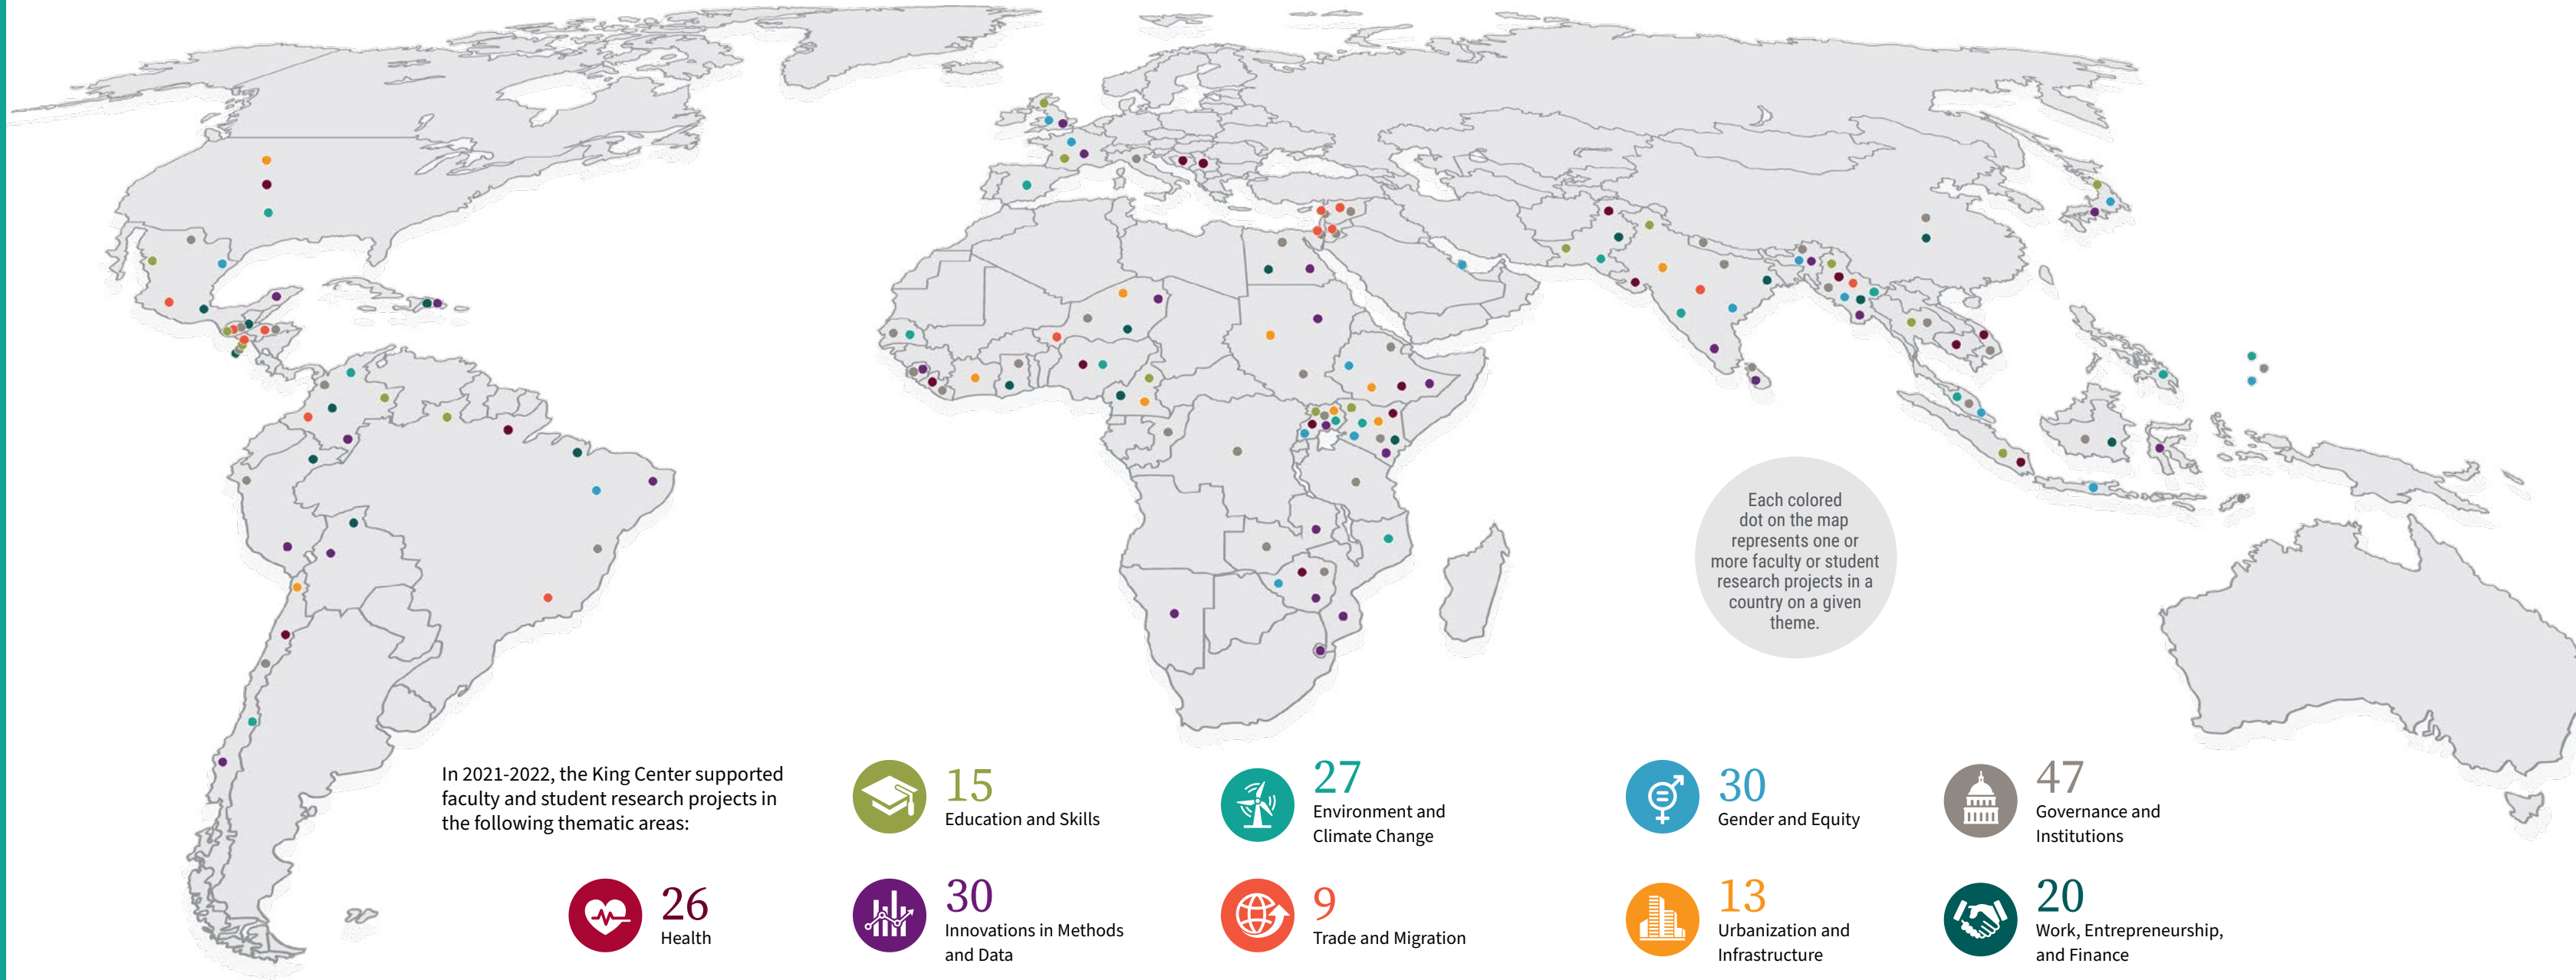 Each colored
dot on the map
represents one or
more faculty or student
research projects in a
country on a given
theme.
In 2021-2022, the King Center supported
faculty and student research projects in
the following thematic areas:
15
Education and Skills
27
Environment and
Climate Change
30
Gender and Equity
47
Governance and
Institutions
26
Health
30
Innovations in Methods
and Data
9
Trade and Migration
13
Urbanization and
Infrastructure
20
Work, Entrepreneurship,
and Finance